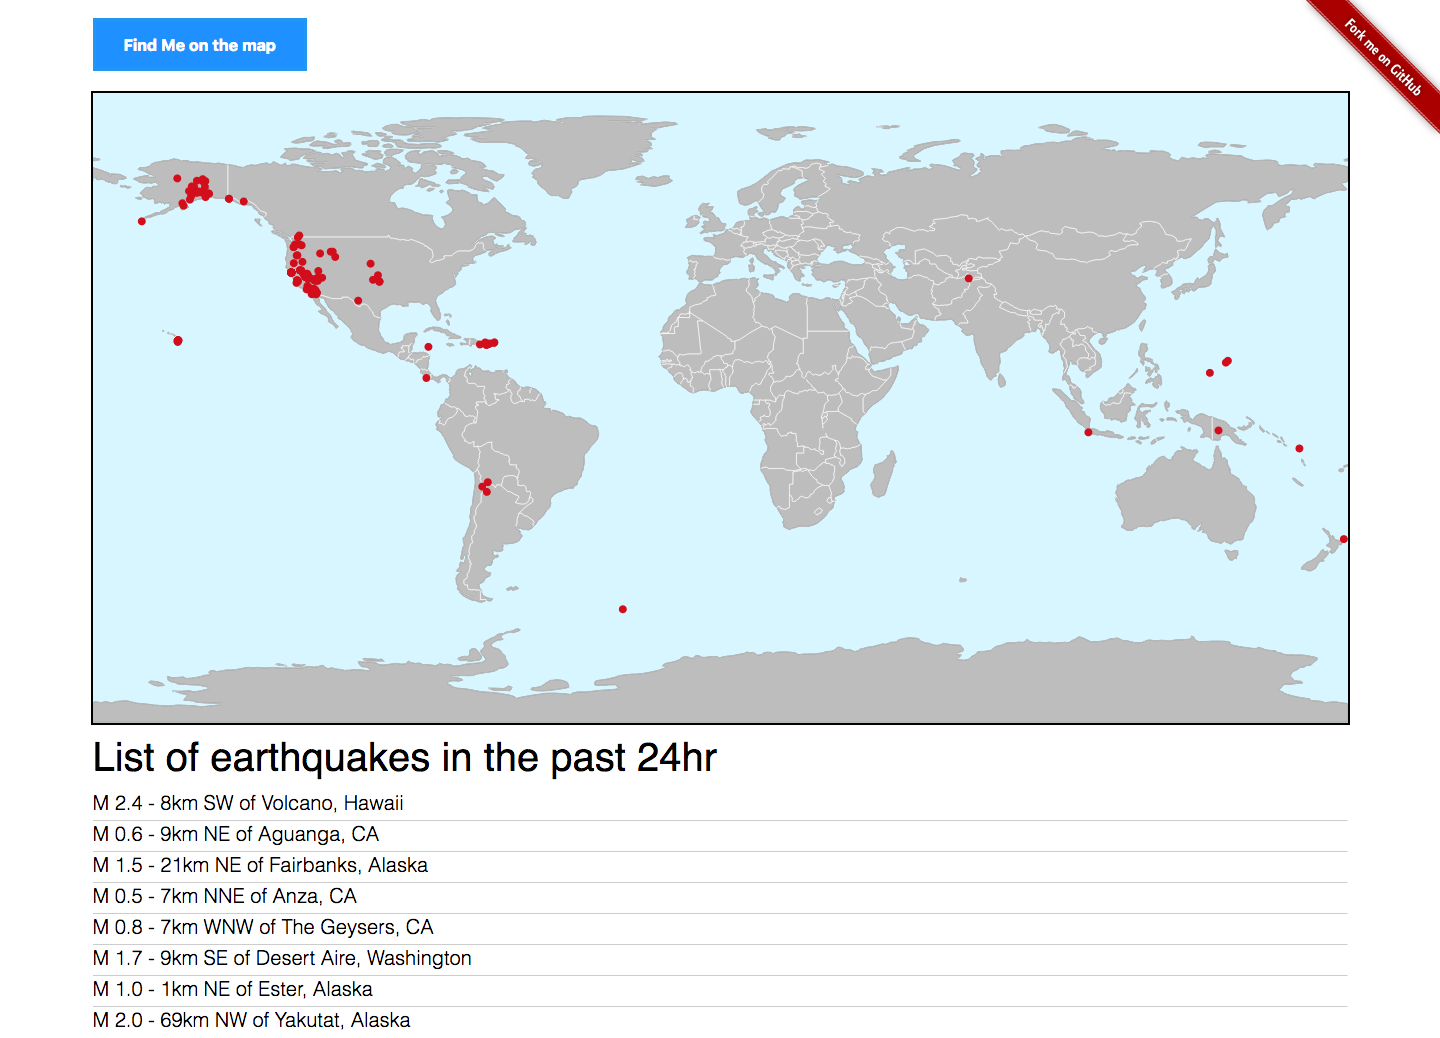 Find Me on the map
Fork me on GitHub
List of earthquakes in the past 24hr
M 2.4 - 8km SW of Volcano, Hawaii
M 0.6 - 9km NE of Aguanga, CA
M 1.5 - 21km NE of Fairbanks, Alaska
M 0.5 - 7km NNE of Anza, CA
M 0.8 - 7km WNW of The Geysers, CA
M 1.7 - 9km SE of Desert Aire, Washington
M 1.0 - 1km NE of Ester, Alaska
M 2.0 - 69km NW of Yakutat, Alaska